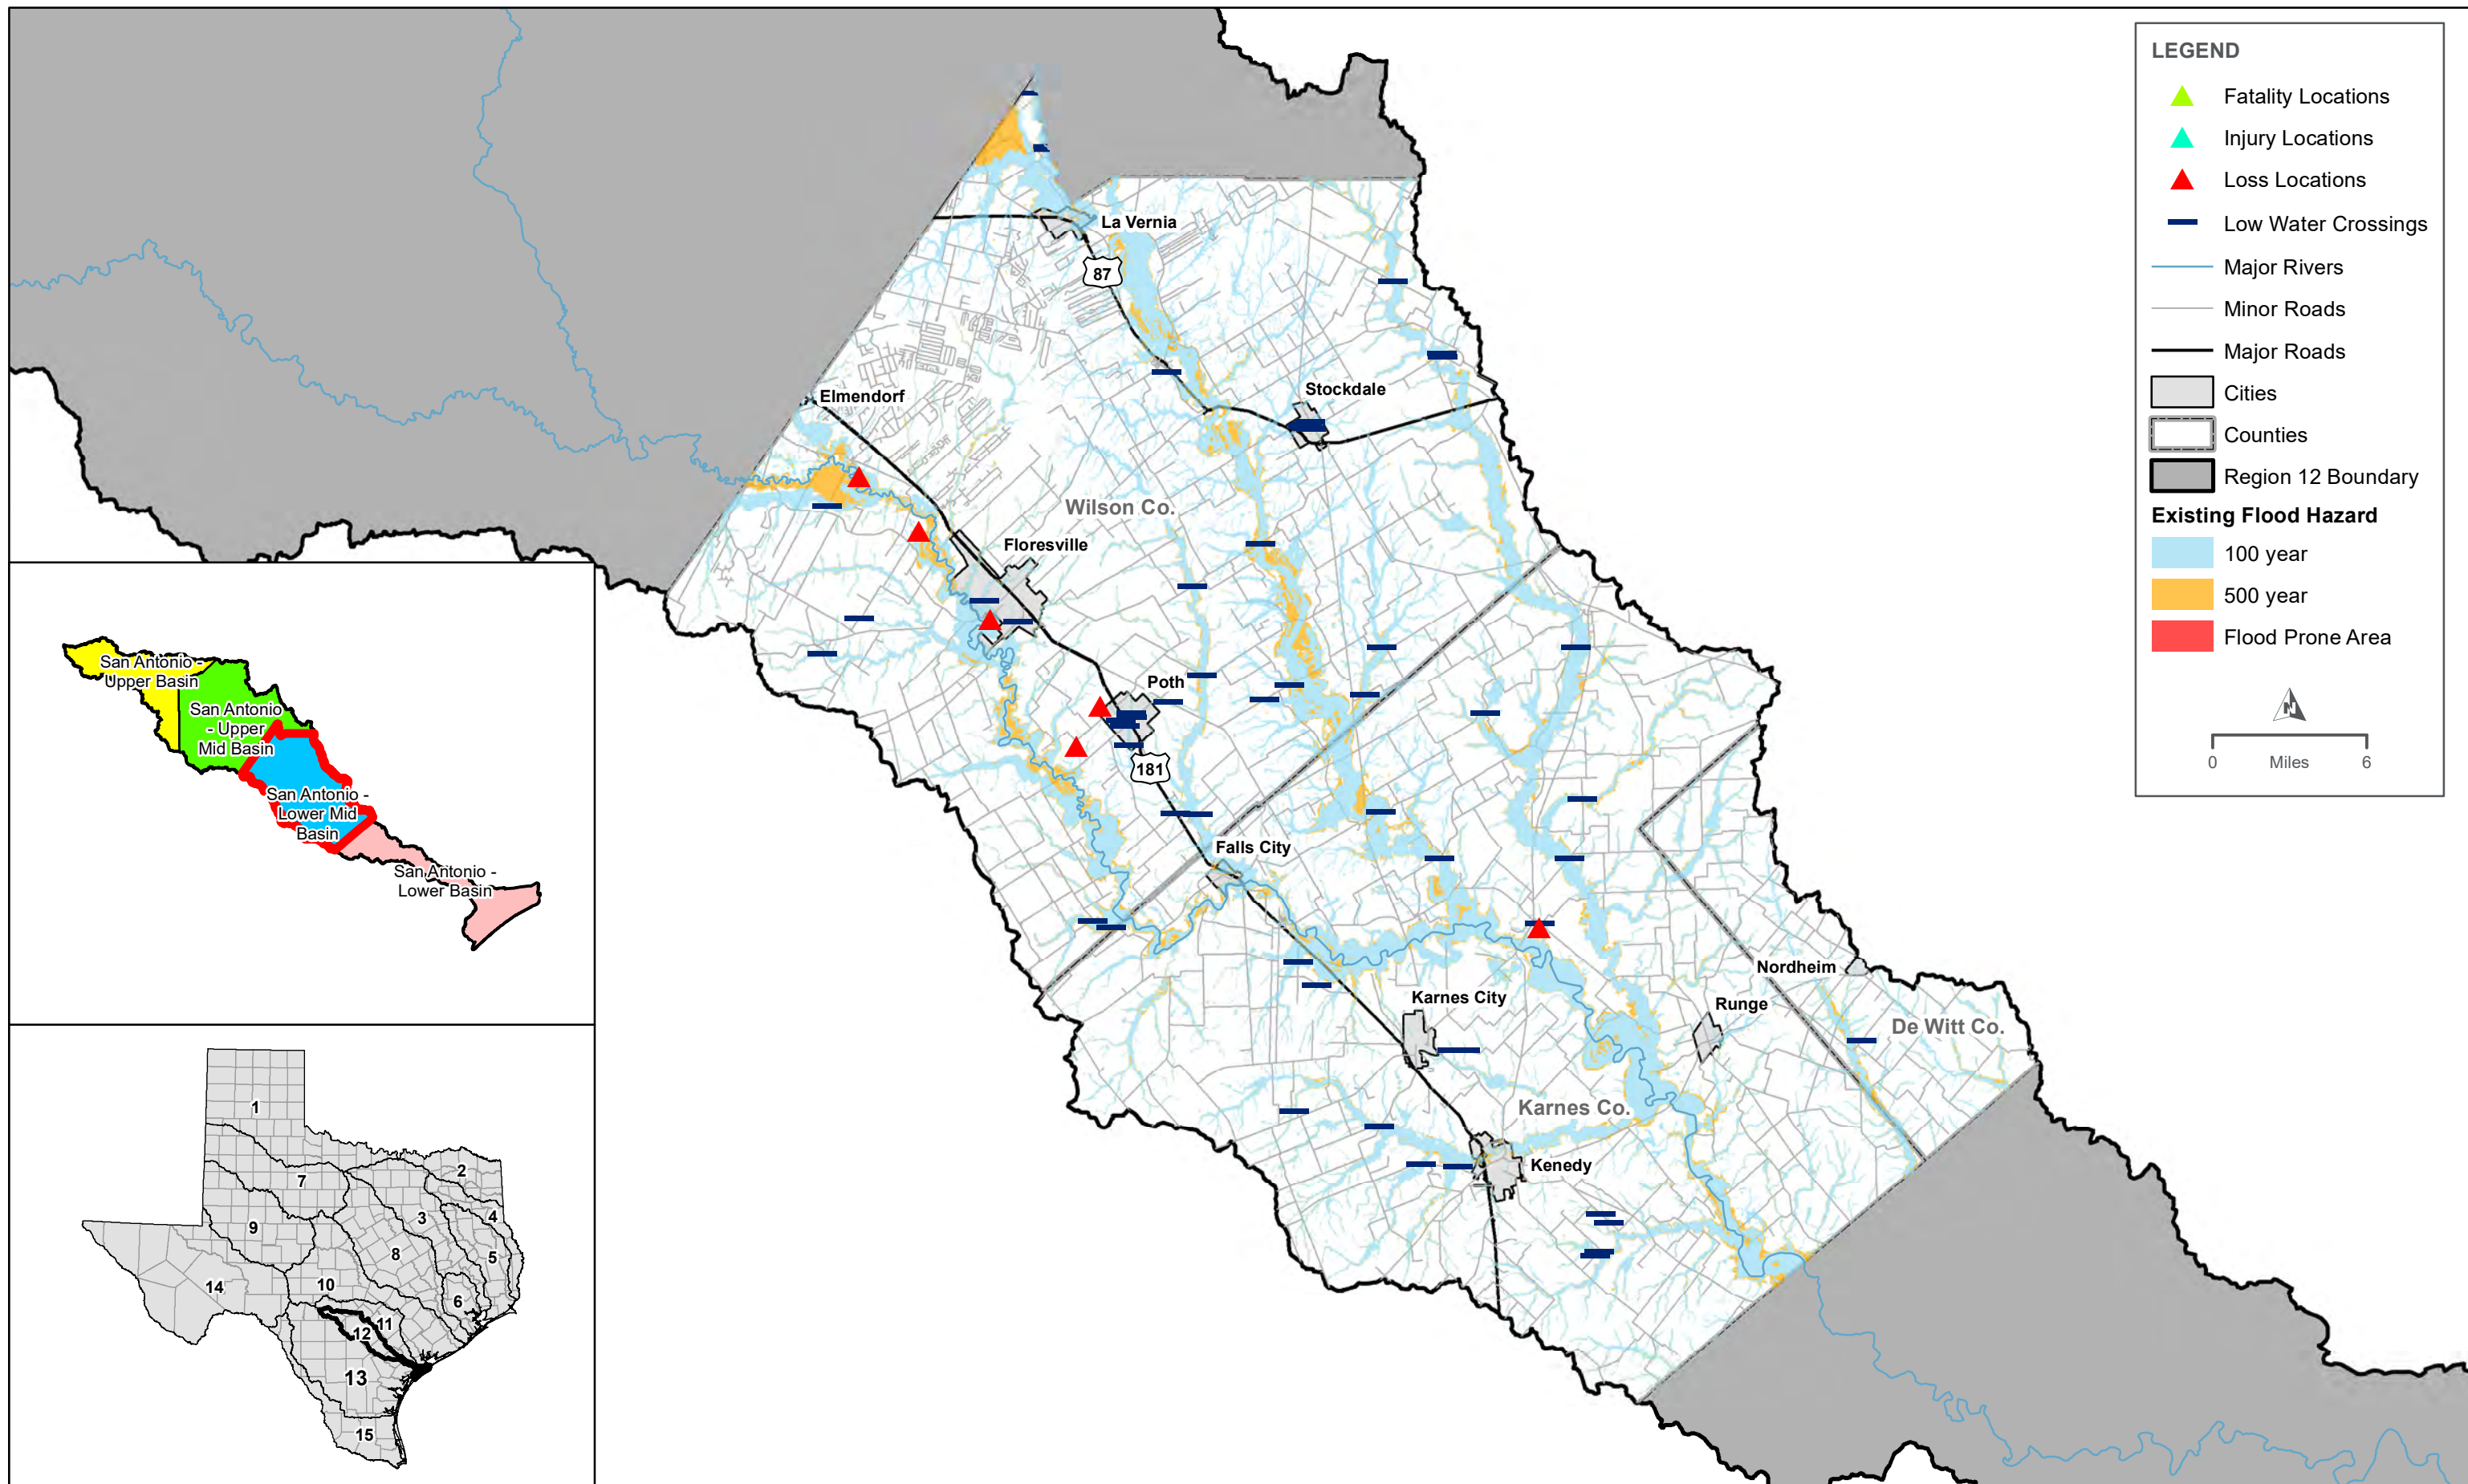 LEGEND
Fatality Locations
Injury Locations
Loss Locations
Low Water Crossings
Major Rivers
Minor Roads
Major Roads
Cities
Counties
Region 12 Boundary
Existing Flood Hazard
100 year
500 year
Flood Prone Area
N
0 Miles 6
La Vernia
87
Stockdale
Elmendorf
Wilson Co.
Floresville
Poth
181
Falls City
Nordheim
Karnes City
Runge
De Witt Co.
Karnes Co.
Kenedy
San Antonio -
Upper Basin
San Antonio
- Upper
Mid Basin
San Antonio -
Lower Mid
Basin
San Antonio -
Lower Basin
1
2
7
3
4
9
8
5
14
10
6
11
12
13
15